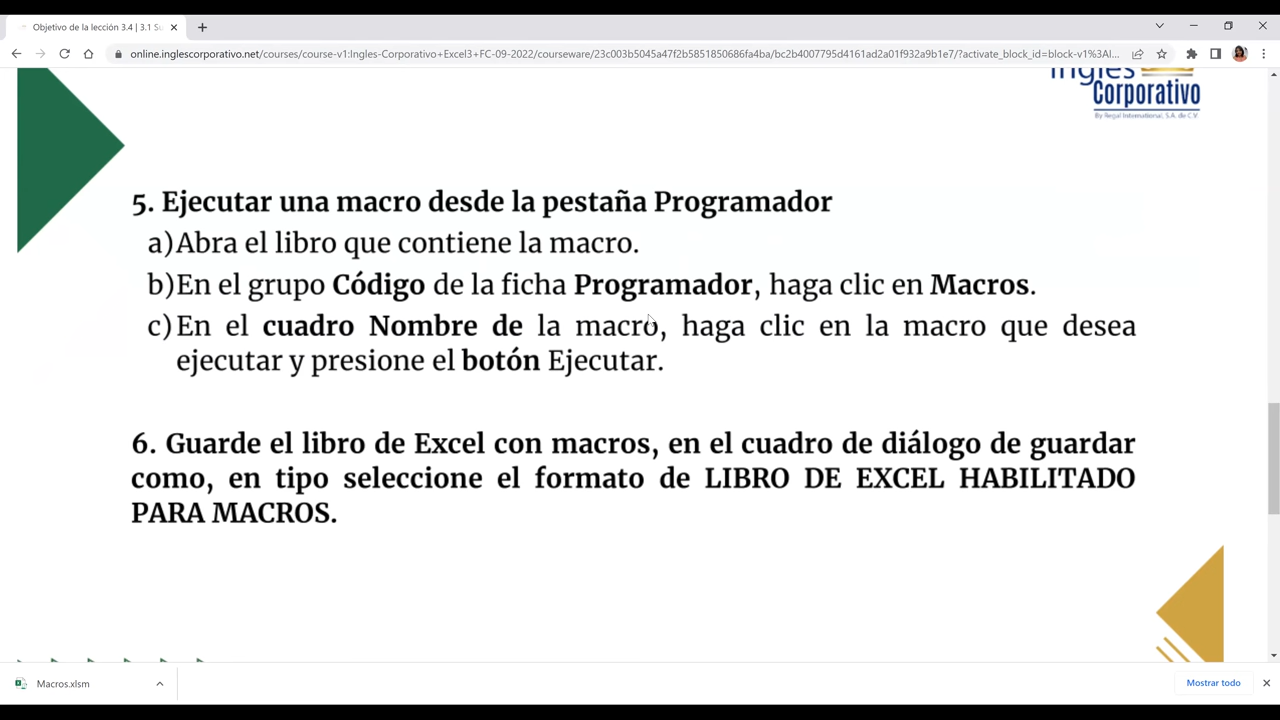 Objetivo de la lección 3.4 | 3.1 Su
online.inglescorporativo.net/courses/course-v1:Ingles-Corporativo+Excel3+FC-09-2022/courseware/23c003b5045a47f2b5851850686fa4ba/bc2b4007795d4161ad2a01f932a9b1e7/?activate_block_id=block-v1%3AI...
Inglés
Corporativo
By Regal International, S.A. de C.V.
5. Ejecutar una macro desde la pestaña Programador
a) Abra el libro que contiene la macro.
b) En el grupo Código de la ficha Programador, haga clic en Macros.
c) En el cuadro Nombre de la macro, haga clic en la macro que desea
ejecutar y presione el botón Ejecutar.
6. Guarde el libro de Excel con macros, en el cuadro de diálogo de guardar
como, en tipo seleccione el formato de LIBRO DE EXCEL HABILITADO
PARA MACROS.
Macros.xlsm
Mostrar todo